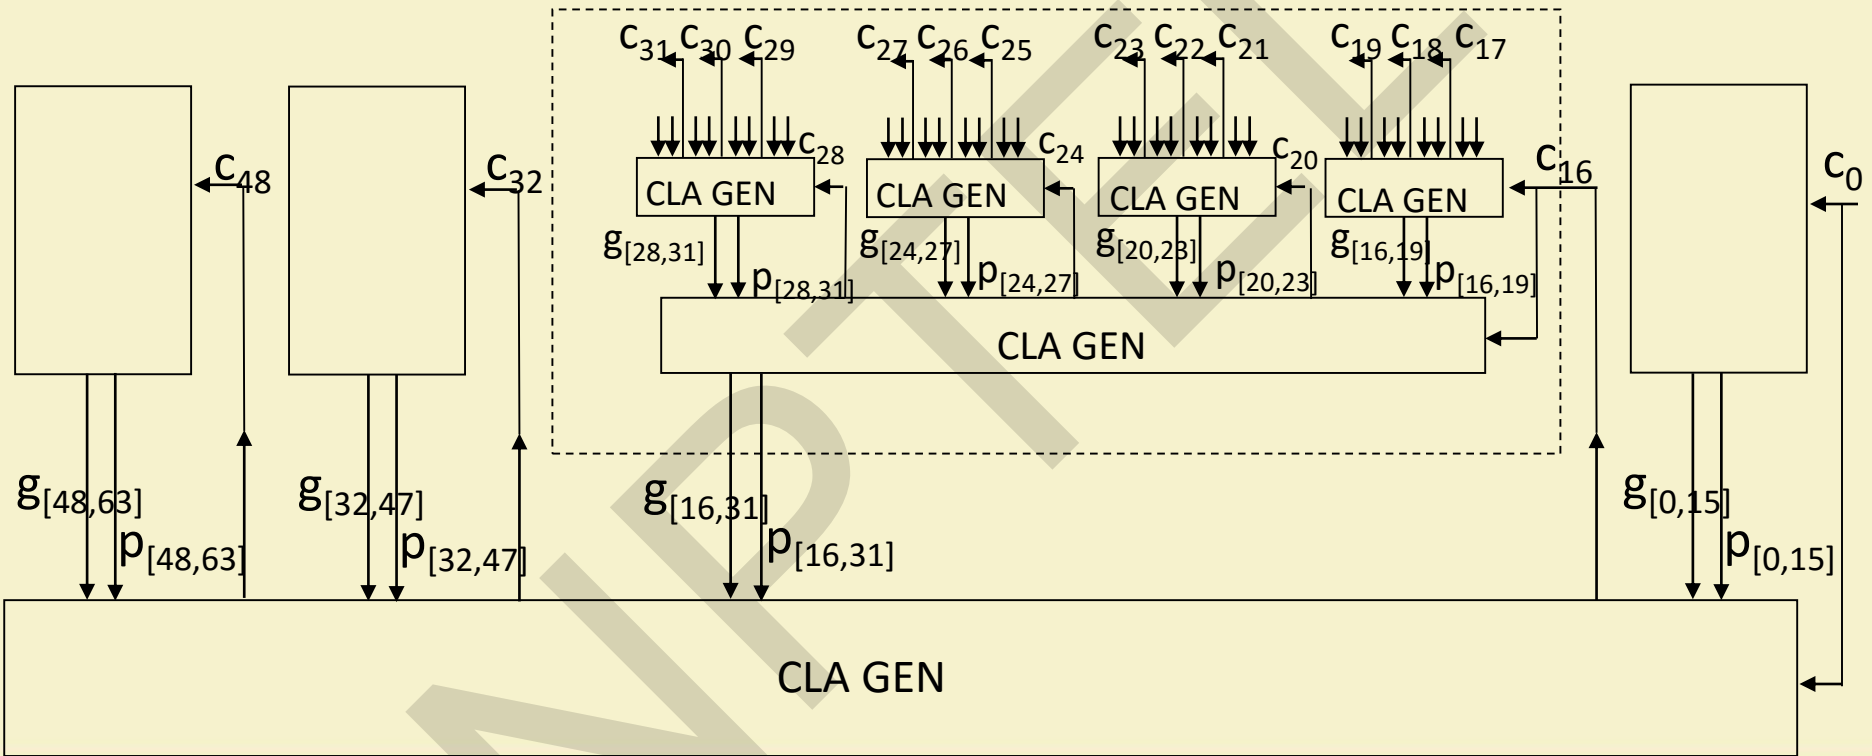 c31 c30 c29 c27 c26 c25 c23 c22 c21 c19 c18 c17
c28 c24 c20 c16
c48 c32 c0
CLA GEN CLA GEN CLA GEN CLA GEN
g[28,31] g[24,27] g[20,23] g[16,19]
p[28,31] p[24,27] p[20,23] p[16,19]
CLA GEN
g[48,63] g[32,47] g[16,31] g[0,15]
p[48,63] p[32,47] p[16,31] p[0,15]
CLA GEN
NPTEL